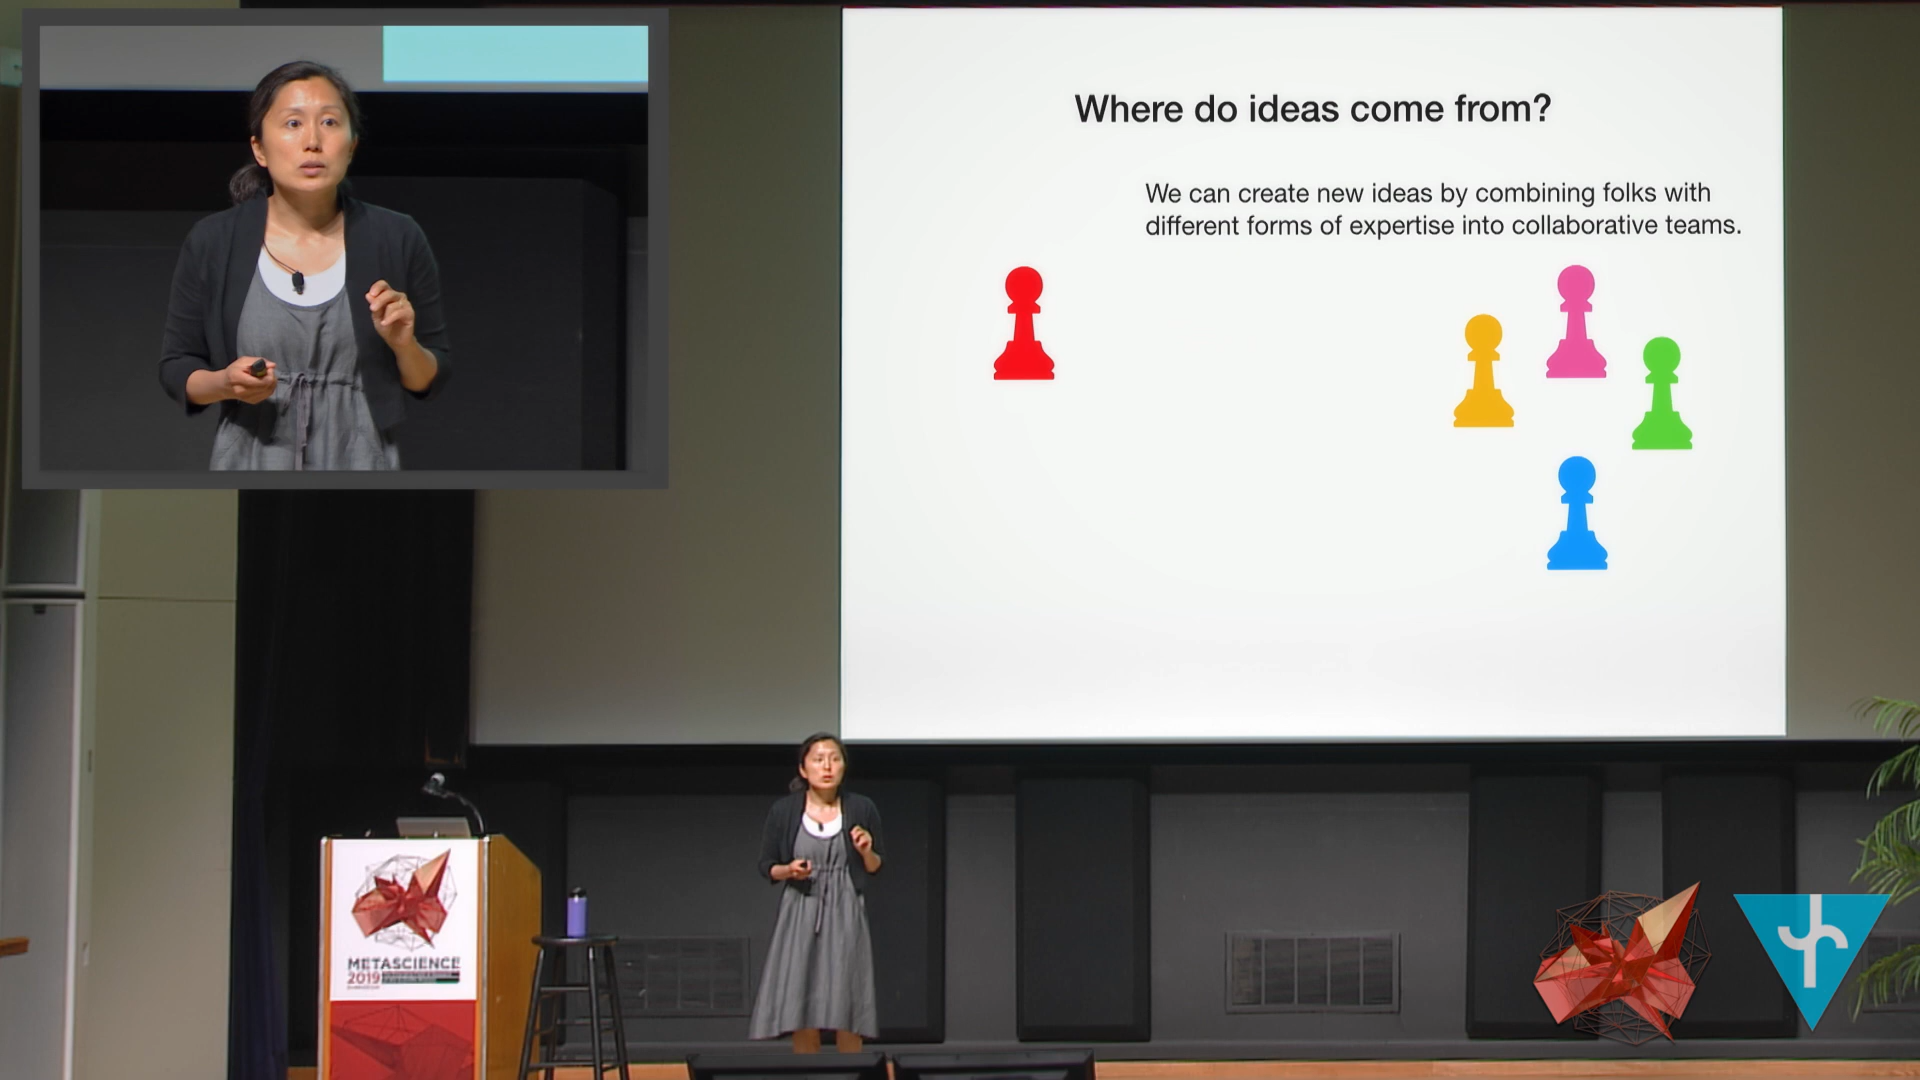 Where do ideas come from?
We can create new ideas by combining folks with
different forms of expertise into collaborative teams.
METASCIENCE
2019